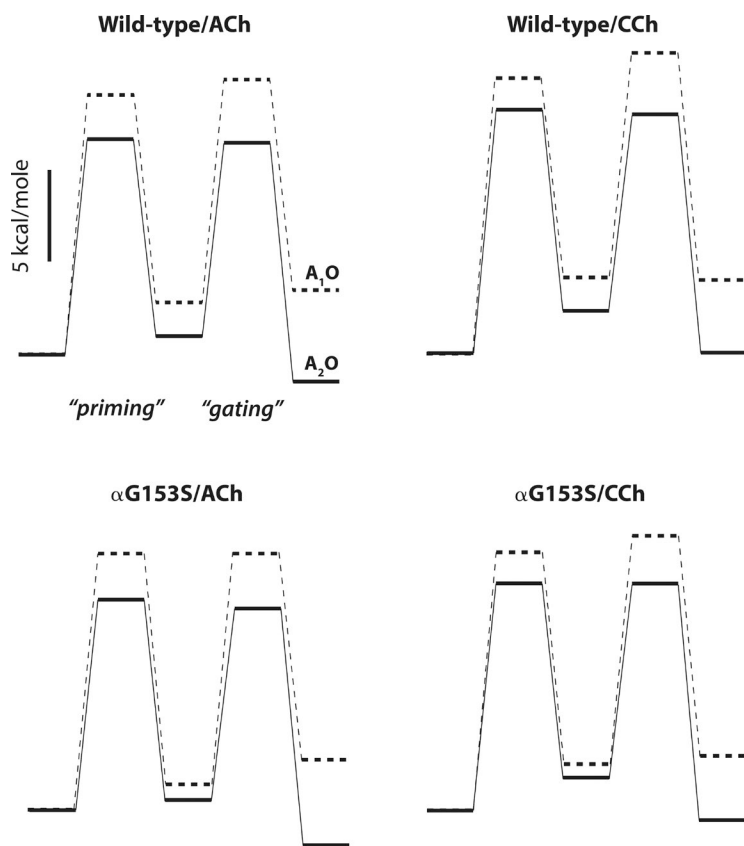 Wild-type/ACh
Wild-type/CCh
5 kcal/mole
A₁O
A₂O
"priming"
"gating"
αG153S/ACh
αG153S/CCh